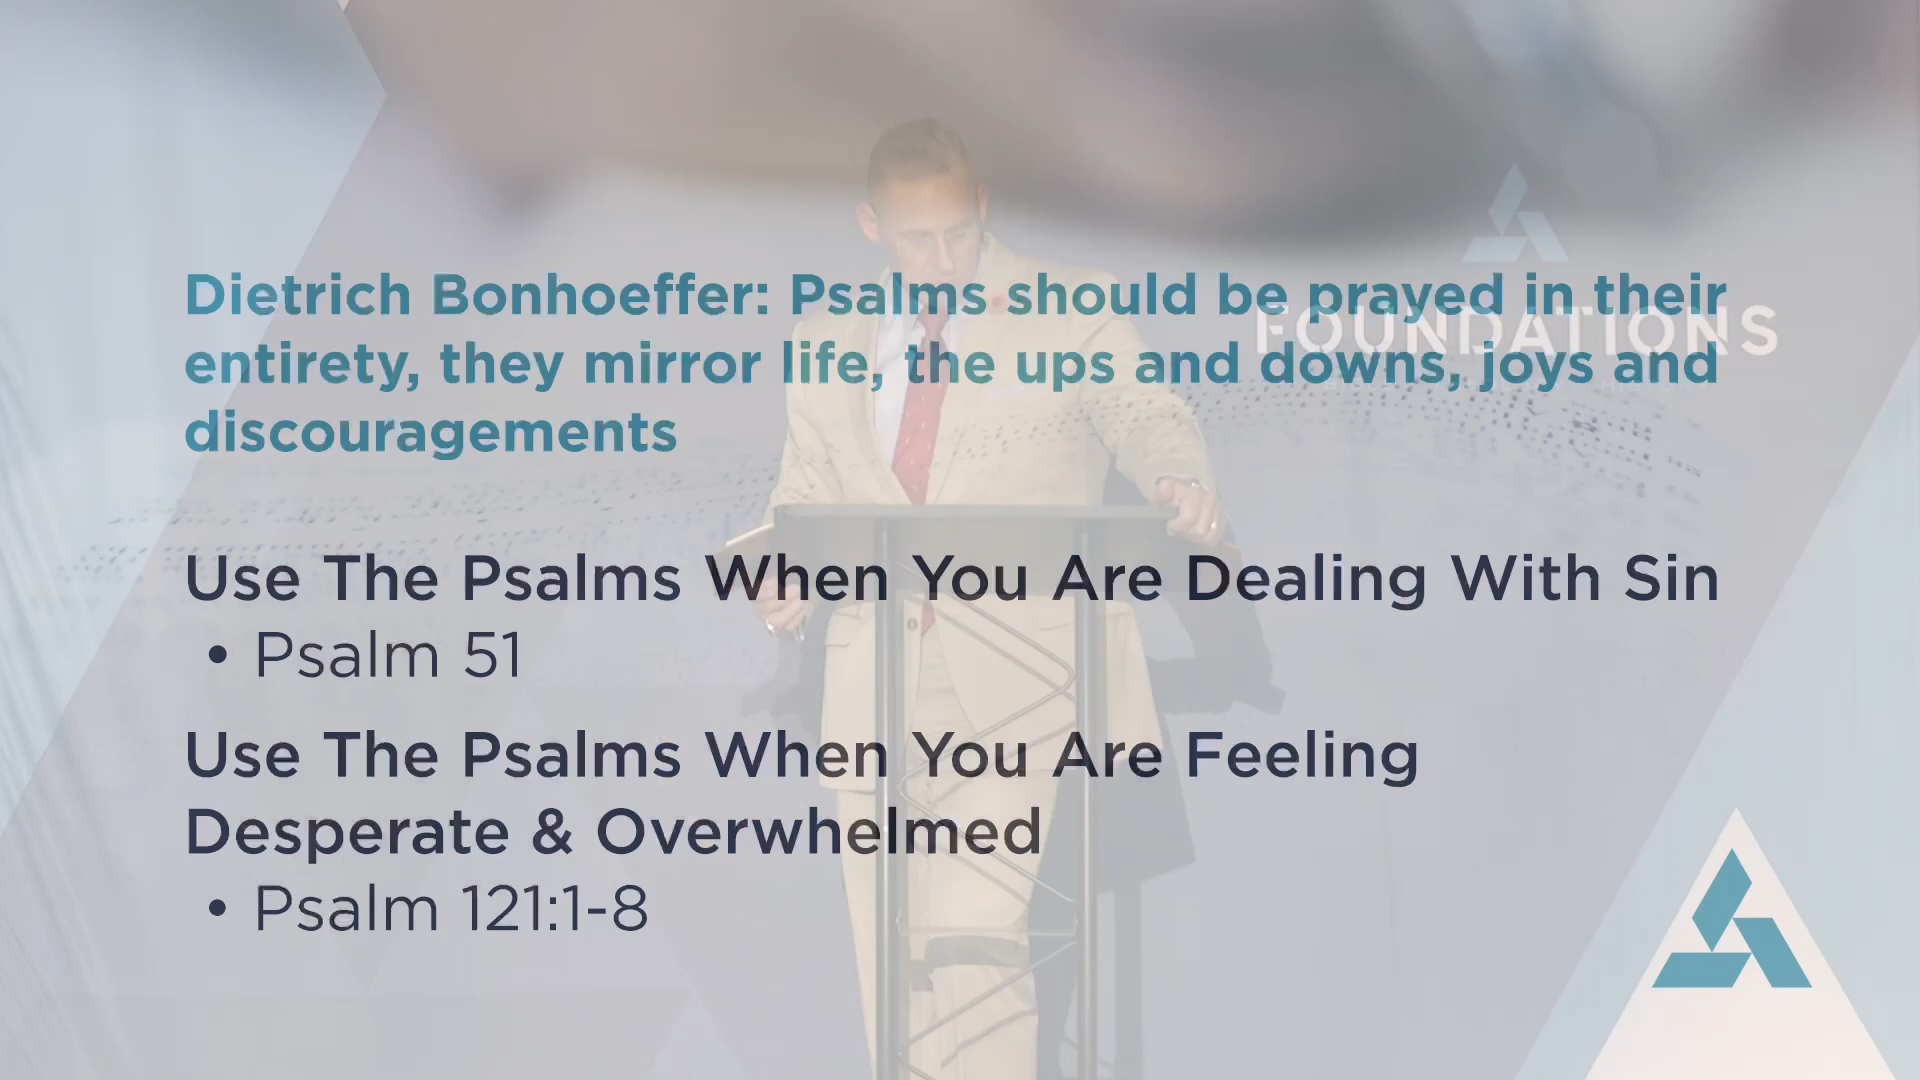 Dietrich Bonhoeffer: Psalms should be prayed in their
entirety, they mirror life, the ups and downs, joys and
discouragements
FOUNDATIONS
Use The Psalms When You Are Dealing With Sin
• Psalm 51
Use The Psalms When You Are Feeling
Desperate & Overwhelmed
• Psalm 121:1-8